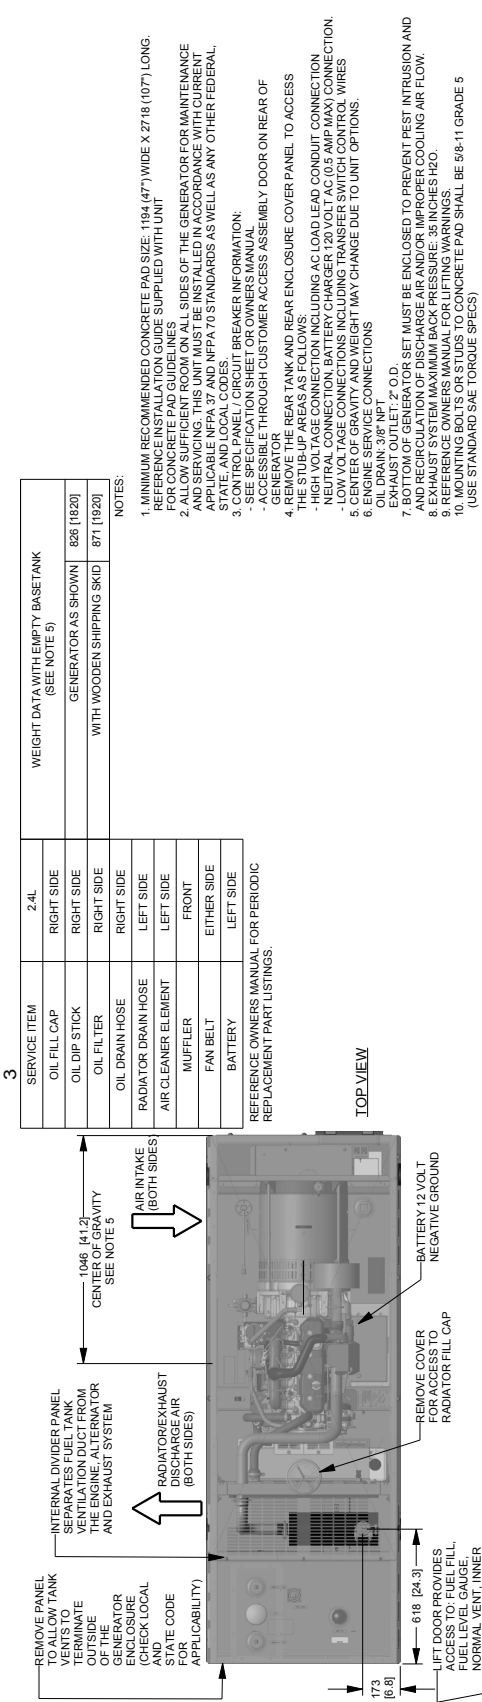 3
SERVICE ITEM 2.4L
OIL FILL CAP RIGHT SIDE
OIL DIP STICK RIGHT SIDE
OIL FILTER RIGHT SIDE
OIL DRAIN HOSE RIGHT SIDE
RADIATOR DRAIN HOSE LEFT SIDE
AIR CLEANER ELEMENT LEFT SIDE
MUFFLER FRONT
FAN BELT EITHER SIDE
BATTERY LEFT SIDE
REFERENCE OWNERS MANUAL FOR PERIODIC
REPLACEMENT PART LISTINGS.
WEIGHT DATA WITH EMPTY BASETANK
(SEE NOTE 5)
GENERATOR AS SHOWN 826 [1820]
WITH WOODEN SHIPPING SKID 871 [1920]
NOTES:
1. MINIMUM RECOMMENDED CONCRETE PAD SIZE: 1194 (47") WIDE X 2718 (107") LONG.
REFERENCE INSTALLATION GUIDE SUPPLIED WITH UNIT
FOR CONCRETE PAD GUIDELINES
2. ALLOW SUFFICIENT ROOM ON ALL SIDES OF THE GENERATOR FOR MAINTENANCE
AND SERVICING. THIS UNIT MUST BE INSTALLED IN ACCORDANCE WITH CURRENT
APPLICABLE NFPA 37 AND NFPA 70 STANDARDS AS WELL AS ANY OTHER FEDERAL,
STATE, AND LOCAL CODES.
3. CONTROL PANEL / CIRCUIT BREAKER INFORMATION:
- SEE SPECIFICATION SHEET OR OWNERS MANUAL
- ACCESSIBLE THROUGH CUSTOMER ACCESS ASSEMBLY DOOR ON REAR OF
GENERATOR
4. REMOVE THE REAR TANK AND REAR ENCLOSURE COVER PANEL TO ACCESS
THE STUB-UP AREAS AS FOLLOWS:
- HIGH VOLTAGE CONNECTION INCLUDING AC LOAD LEAD CONDUIT CONNECTION
NEUTRAL CONNECTION, BATTERY CHARGER 120 VOLT AC (0.5 AMP MAX) CONNECTION.
- LOW VOLTAGE CONNECTIONS INCLUDING TRANSFER SWITCH CONTROL WIRES
5. CENTER OF GRAVITY AND WEIGHT MAY CHANGE DUE TO UNIT OPTIONS.
6. ENGINE SERVICE CONNECTIONS
OIL DRAIN: 3/8" NPT
EXHAUST OUTLET: 2" O.D.
7. BOTTOM OF GENERATOR SET MUST BE ENCLOSED TO PREVENT PEST INTRUSION AND
AND RECIRCULATION OF DISCHARGE AIR AND/OR IMPROPER COOLING AIR FLOW.
8. EXHAUST SYSTEM MAXIMUM BACK PRESSURE: 35 INCHES H2O.
9. REFERENCE OWNERS MANUAL FOR LIFTING WARNINGS.
10. MOUNTING BOLTS OR STUDS TO CONCRETE PAD SHALL BE 5/8-11 GRADE 5
(USE STANDARD SAE TORQUE SPECS)
REMOVE PANEL
TO ALLOW TANK
VENTS TO
TERMINATE
OUTSIDE
OF THE
GENERATOR
ENCLOSURE
(CHECK LOCAL
AND
STATE CODE
FOR
APPLICABILITY)
INTERNAL DIVIDER PANEL
SEPARATES FUEL TANK
VENTILATION DUCT FROM
THE ENGINE, ALTERNATOR
AND EXHAUST SYSTEM
RADIATOR/EXHAUST
DISCHARGE AIR
(BOTH SIDES)
1046 [41.2]
CENTER OF GRAVITY
SEE NOTE 5
AIR INTAKE
(BOTH SIDES)
TOP VIEW
BATTERY 12 VOLT
NEGATIVE GROUND
REMOVE COVER
FOR ACCESS TO
RADIATOR FILL CAP
618 [24.3]
173
[6.8]
LIFT DOOR PROVIDES
ACCESS TO: FUEL FILL,
FUEL LEVEL GAUGE,
NORMAL VENT, INNER